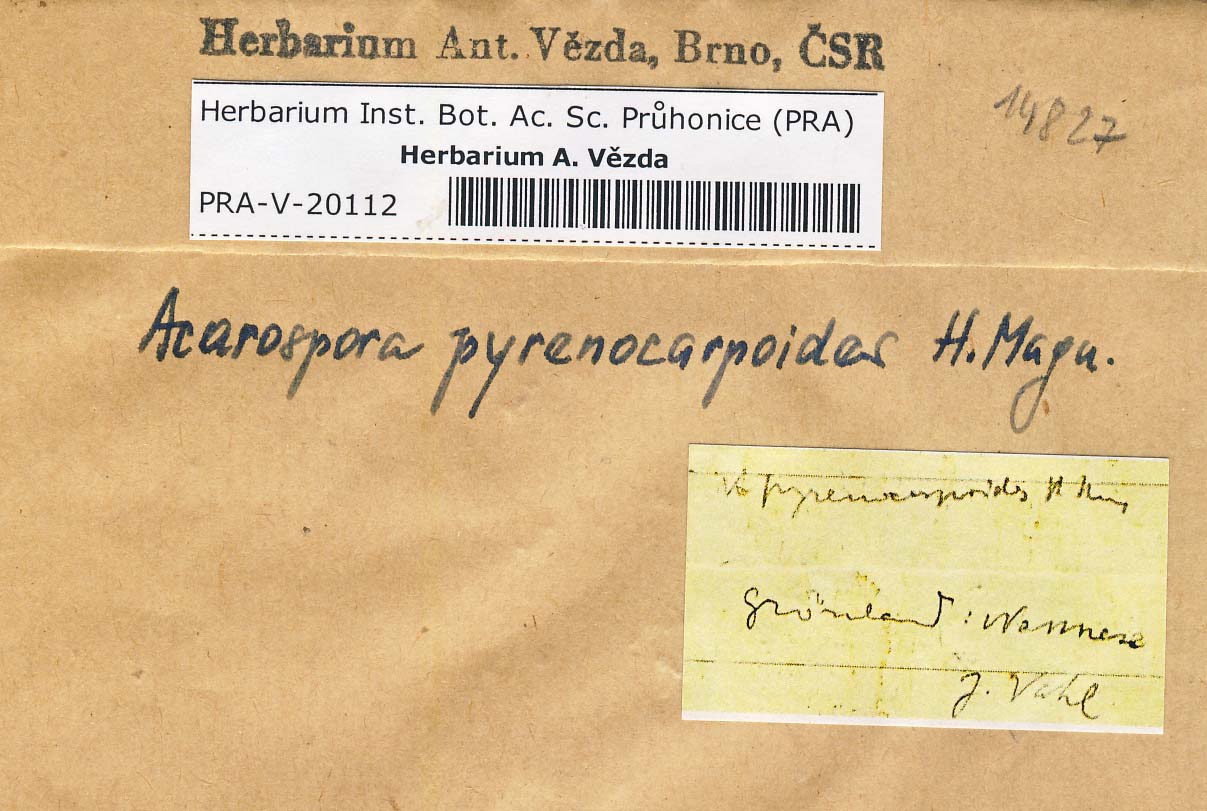 Herbarium Ant. Vězda, Brno, ČSR
14827
Herbarium Inst. Bot. Ac. Sc. Průhonice (PRA)
Herbarium A. Vězda
PRA-V-20112
Acarospora pyrenocarpoides H. Magn.
pyrenocarpoides H
Grönland:
J. Vahl